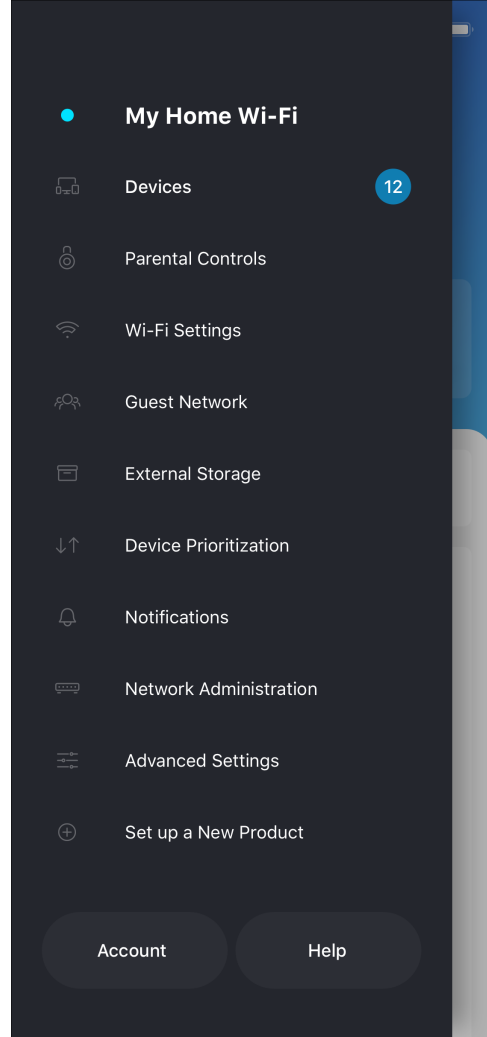 My Home Wi-Fi
Devices 12
Parental Controls
Wi-Fi Settings
Guest Network
External Storage
Device Prioritization
Notifications
Network Administration
Advanced Settings
Set up a New Product
Account Help